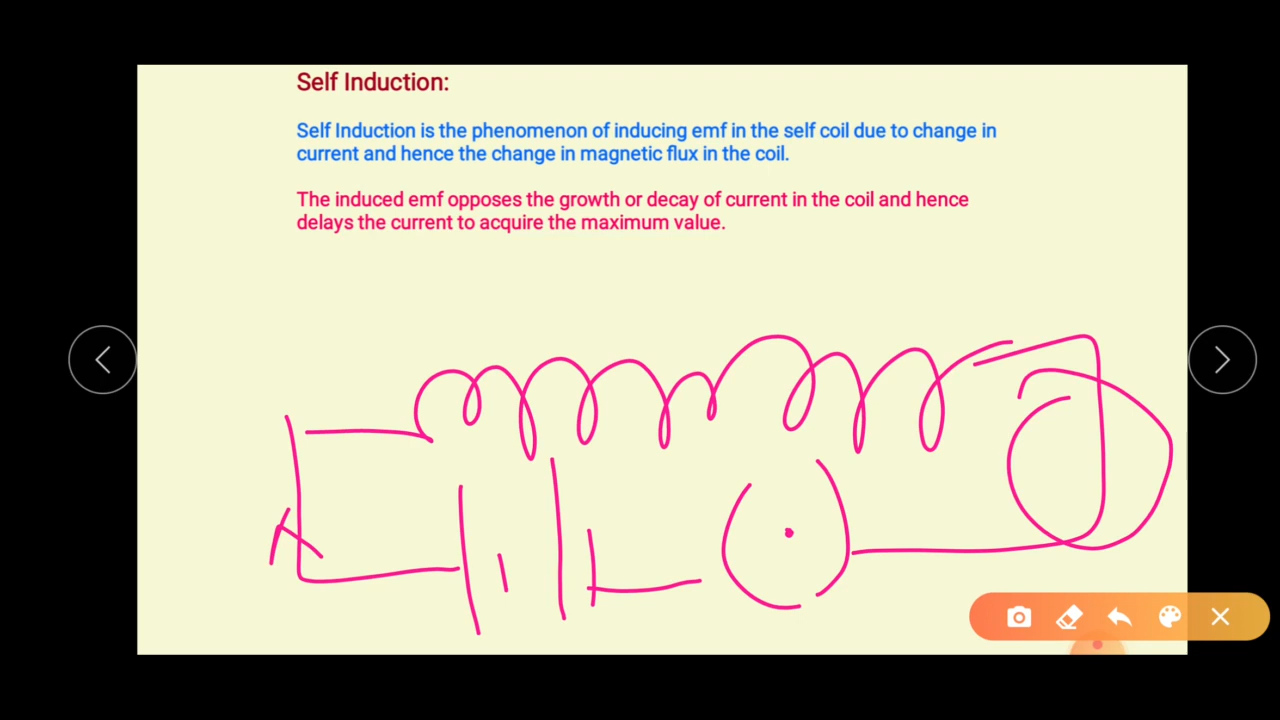 Self Induction:
Self Induction is the phenomenon of inducing emf in the self coil due to change in
current and hence the change in magnetic flux in the coil.
The induced emf opposes the growth or decay of current in the coil and hence
delays the current to acquire the maximum value.